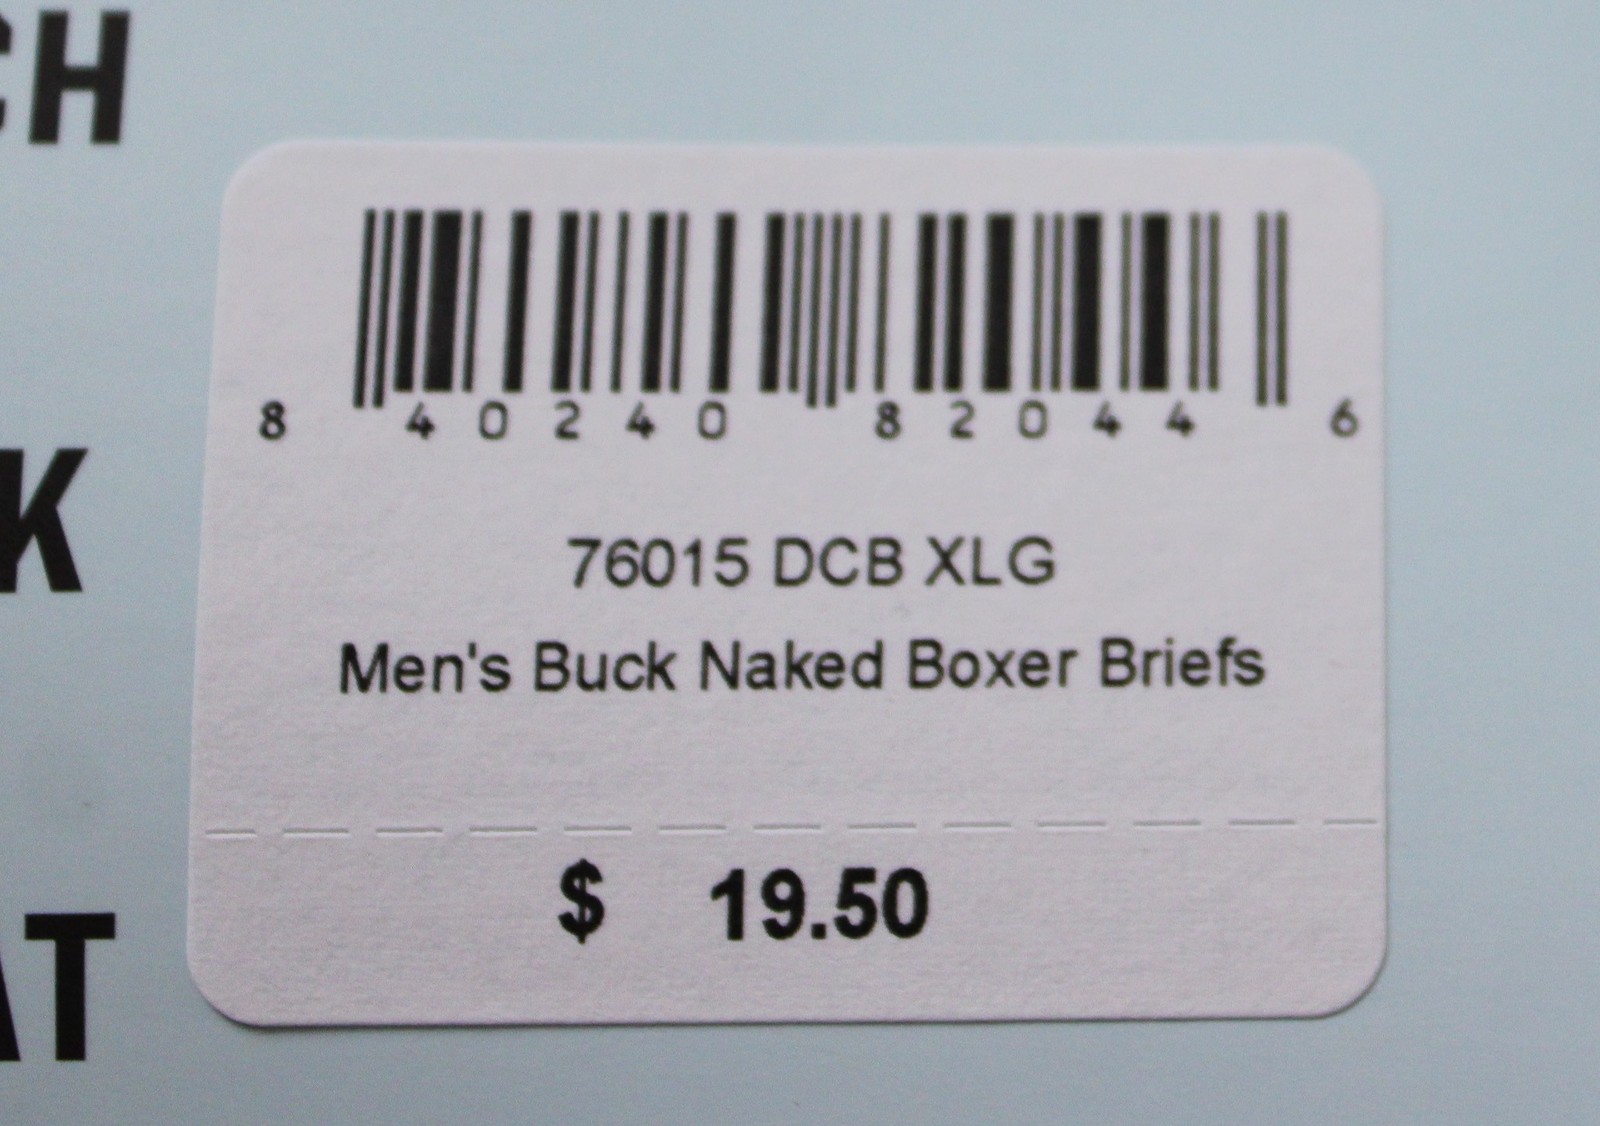 CH
8 40240 82044 6
K
76015 DCB XLG
Men's Buck Naked Boxer Briefs
$ 19.50
AT